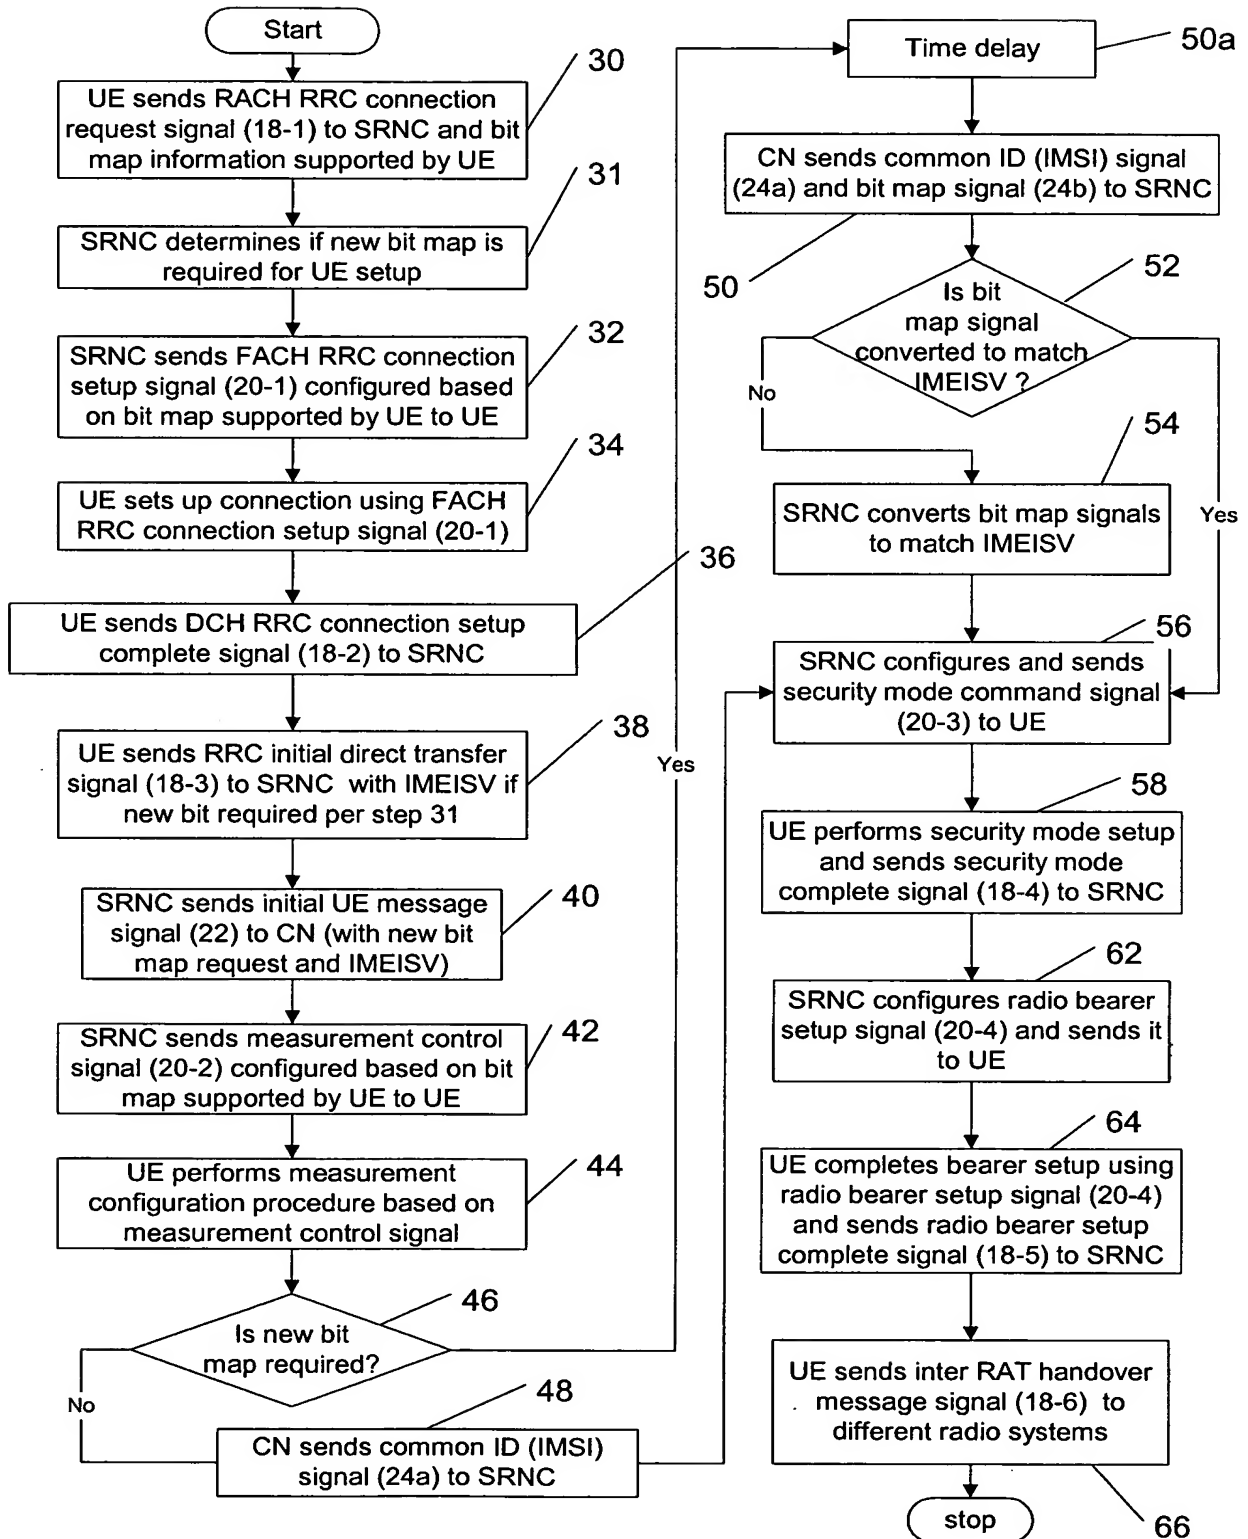 Start
30
UE sends RACH RRC connection
request signal (18-1) to SRNC and bit
map information supported by UE
31
SRNC determines if new bit map is
required for UE setup
32
SRNC sends FACH RRC connection
setup signal (20-1) configured based
on bit map supported by UE to UE
34
UE sets up connection using FACH
RRC connection setup signal (20-1)
36
UE sends DCH RRC connection setup
complete signal (18-2) to SRNC
38
UE sends RRC initial direct transfer
signal (18-3) to SRNC with IMEISV if
new bit required per step 31
40
SRNC sends initial UE message
signal (22) to CN (with new bit
map request and IMEISV)
42
SRNC sends measurement control
signal (20-2) configured based on bit
map supported by UE to UE
44
UE performs measurement
configuration procedure based on
measurement control signal
46
Is new bit
map required?
No
Yes
48
CN sends common ID (IMSI)
signal (24a) to SRNC
Time delay
50a
CN sends common ID (IMSI) signal
(24a) and bit map signal (24b) to SRNC
50
52
Is bit
map signal
converted to match
IMEISV ?
No
Yes
54
SRNC converts bit map signals
to match IMEISV
56
SRNC configures and sends
security mode command signal
(20-3) to UE
58
UE performs security mode setup
and sends security mode
complete signal (18-4) to SRNC
62
SRNC configures radio bearer
setup signal (20-4) and sends it
to UE
64
UE completes bearer setup using
radio bearer setup signal (20-4)
and sends radio bearer setup
complete signal (18-5) to SRNC
UE sends inter RAT handover
message signal (18-6) to
different radio systems
66
stop